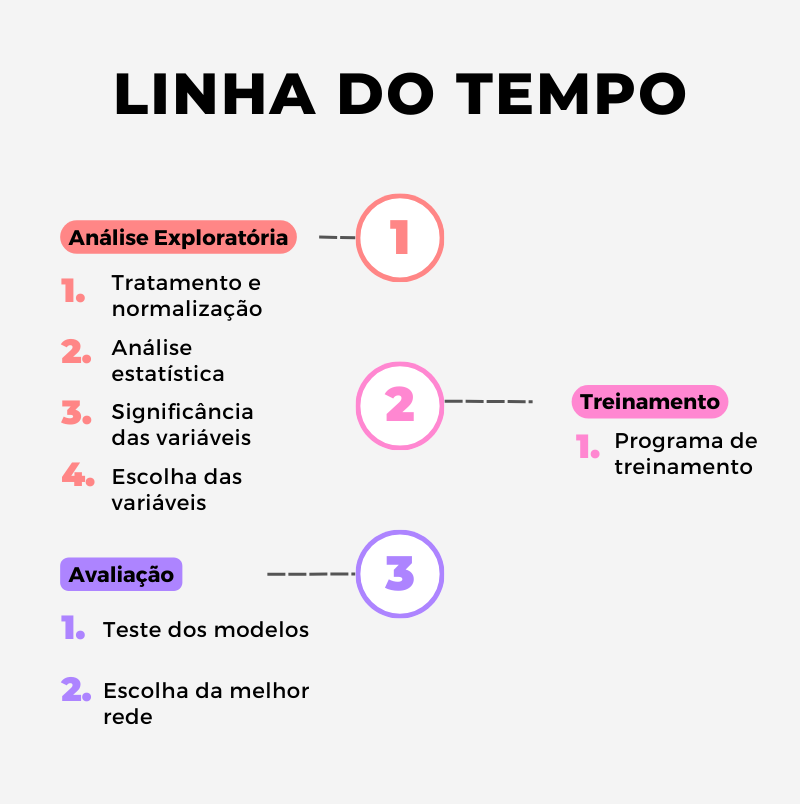 LINHA DO TEMPO
1
Análise Exploratória
1. Tratamento e
normalização
2. Análise
estatística
3. Significância
das variáveis
4. Escolha das
variáveis
2
Treinamento
1. Programa de
treinamento
3
Avaliação
1. Teste dos modelos
2. Escolha da melhor
rede